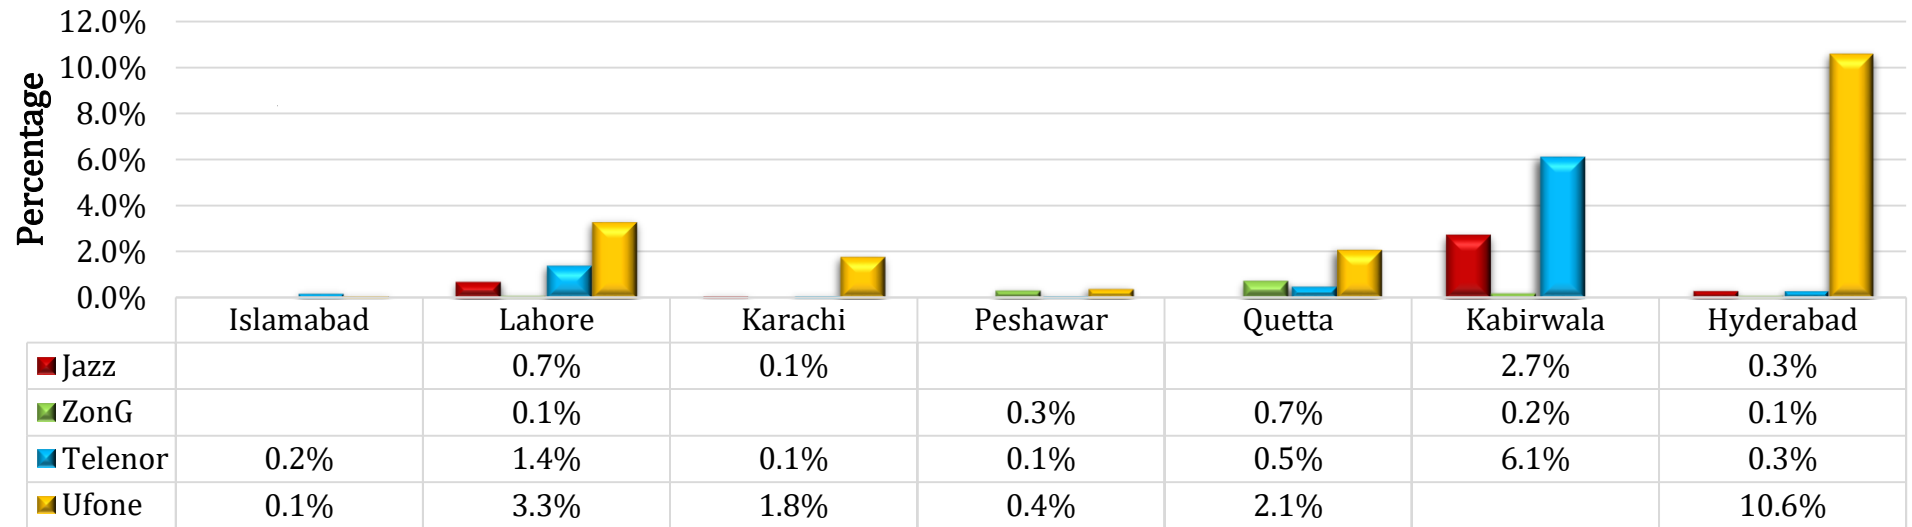 12.0%
10.0%
8.0%
6.0%
4.0%
2.0%
0.0%
Percentage
Islamabad Lahore Karachi Peshawar Quetta Kabirwala Hyderabad
Jazz 0.7% 0.1% 2.7% 0.3%
ZonG 0.1% 0.3% 0.7% 0.2% 0.1%
Telenor 0.2% 1.4% 0.1% 0.1% 0.5% 6.1% 0.3%
Ufone 0.1% 3.3% 1.8% 0.4% 2.1% 10.6%